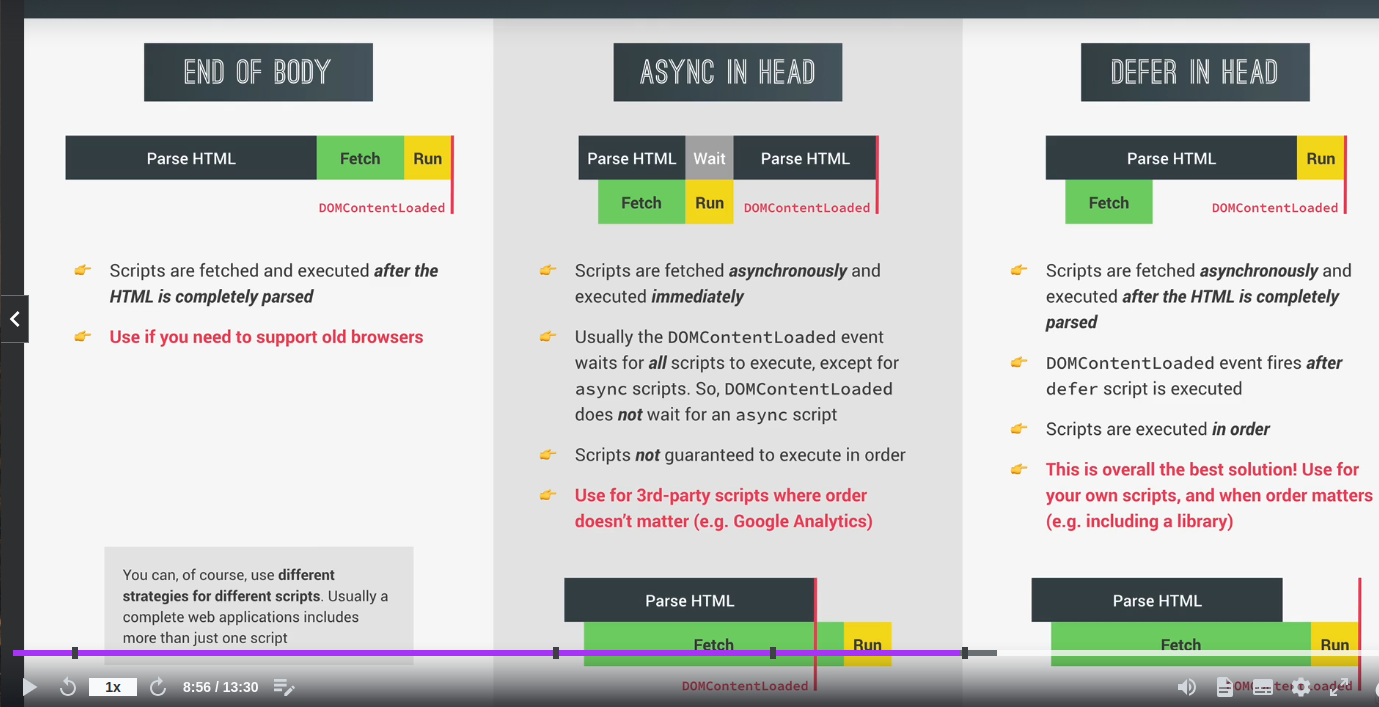 END OF BODY
Parse HTML
Fetch
Run
DOMContentLoaded
Scripts are fetched and executed after the
HTML is completely parsed
Use if you need to support old browsers
You can, of course, use different
strategies for different scripts. Usually a
complete web applications includes
more than just one script
ASYNC IN HEAD
Parse HTML
Wait
Parse HTML
Fetch
Run
DOMContentLoaded
Scripts are fetched asynchronously and
executed immediately
Usually the DOMContentLoaded event
waits for all scripts to execute, except for
async scripts. So, DOMContentLoaded
does not wait for an async script
Scripts not guaranteed to execute in order
Use for 3rd-party scripts where order
doesn’t matter (e.g. Google Analytics)
Parse HTML
Fetch
Run
DOMContentLoaded
DEFER IN HEAD
Parse HTML
Run
Fetch
DOMContentLoaded
Scripts are fetched asynchronously and
executed after the HTML is completely
parsed
DOMContentLoaded event fires after
defer script is executed
Scripts are executed in order
This is overall the best solution! Use for
your own scripts, and when order matters
(e.g. including a library)
Parse HTML
Fetch
Run
1x
8:56 / 13:30